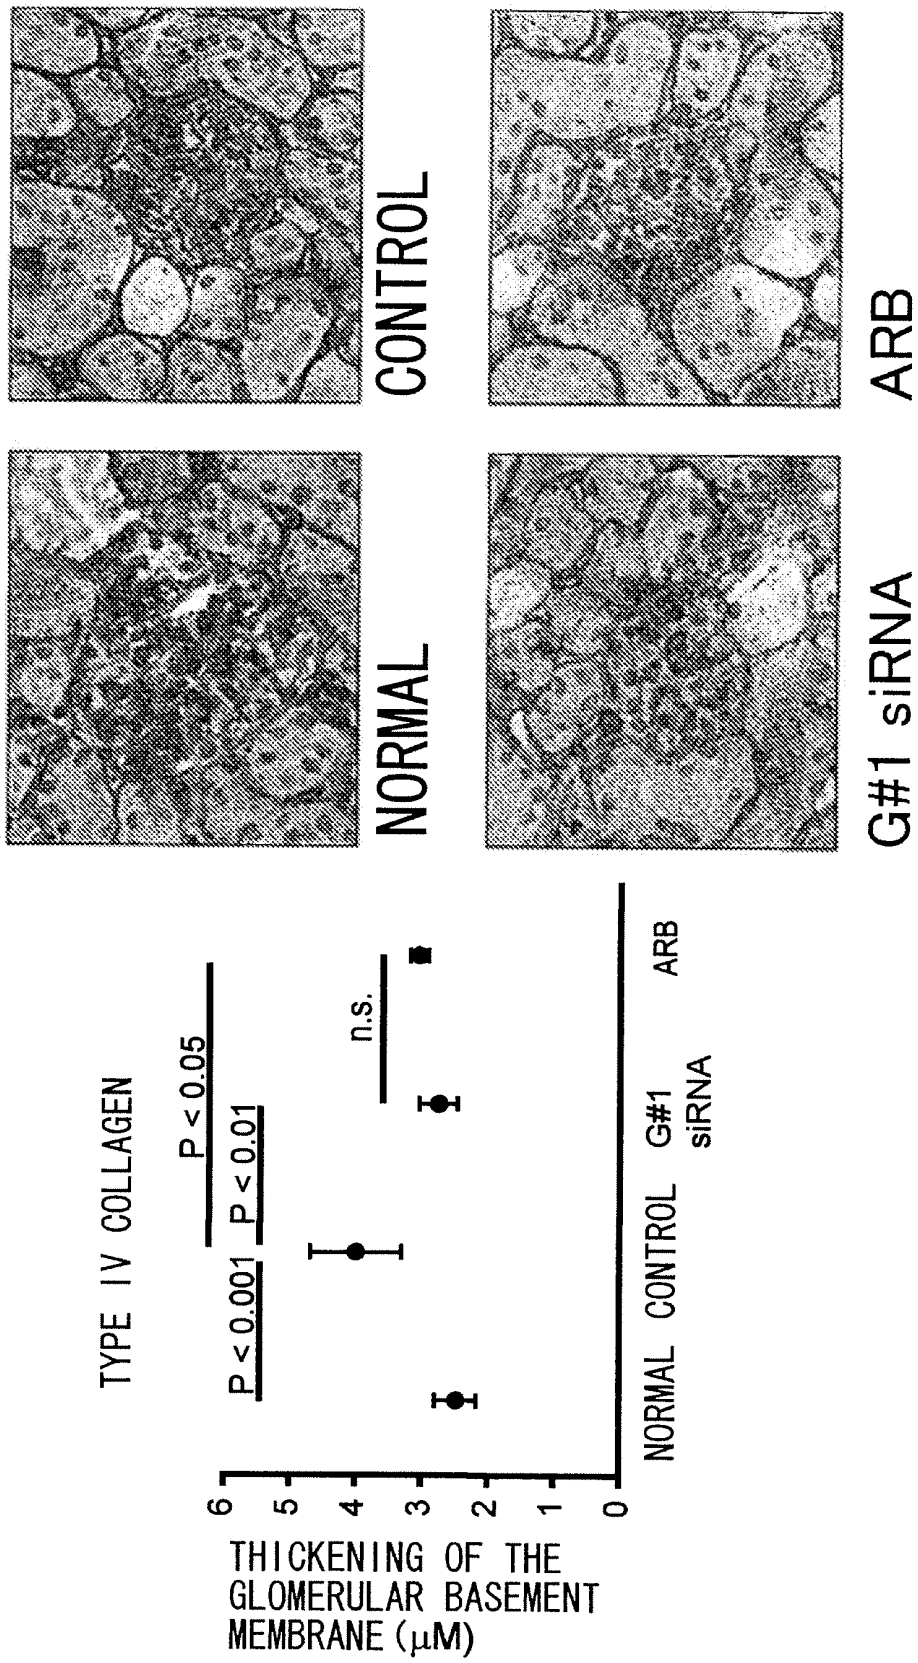 TYPE IV COLLAGEN
P < 0.05
P < 0.001
P < 0.01
n.s.
6
5
4
3
2
1
0
THICKENING OF THE
GLOMERULAR BASEMENT
MEMBRANE (μM)
NORMAL
CONTROL
G#1
siRNA
ARB
NORMAL
CONTROL
G#1 siRNA
ARB